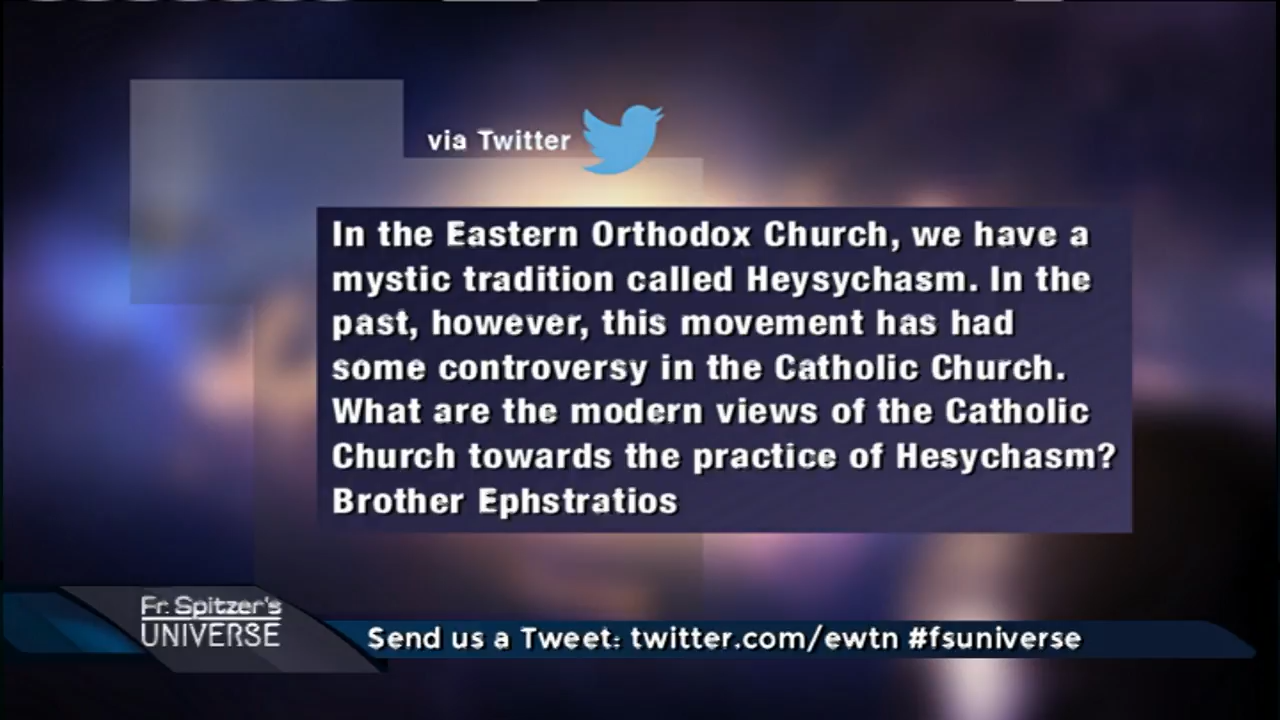 via Twitter
In the Eastern Orthodox Church, we have a
mystic tradition called Heysychasm. In the
past, however, this movement has had
some controversy in the Catholic Church.
What are the modern views of the Catholic
Church towards the practice of Hesychasm?
Brother Ephstratios
Fr. Spitzer's
UNIVERSE
Send us a Tweet: twitter.com/ewtn #fsuniverse